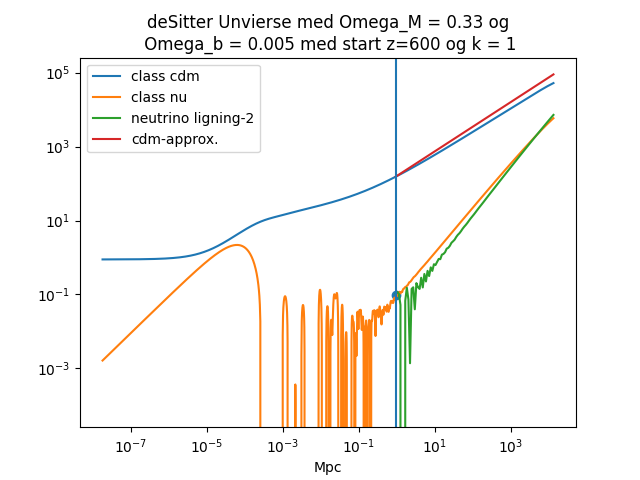 deSitter Unvierse med Omega_M = 0.33 og
Omega_b = 0.005 med start z=600 og k = 1
class cdm
class nu
neutrino ligning-2
cdm-approx.
10^5
10^3
10^1
10^-1
10^-3
10^-7
10^-5
10^-3
10^-1
10^1
10^3
Mpc